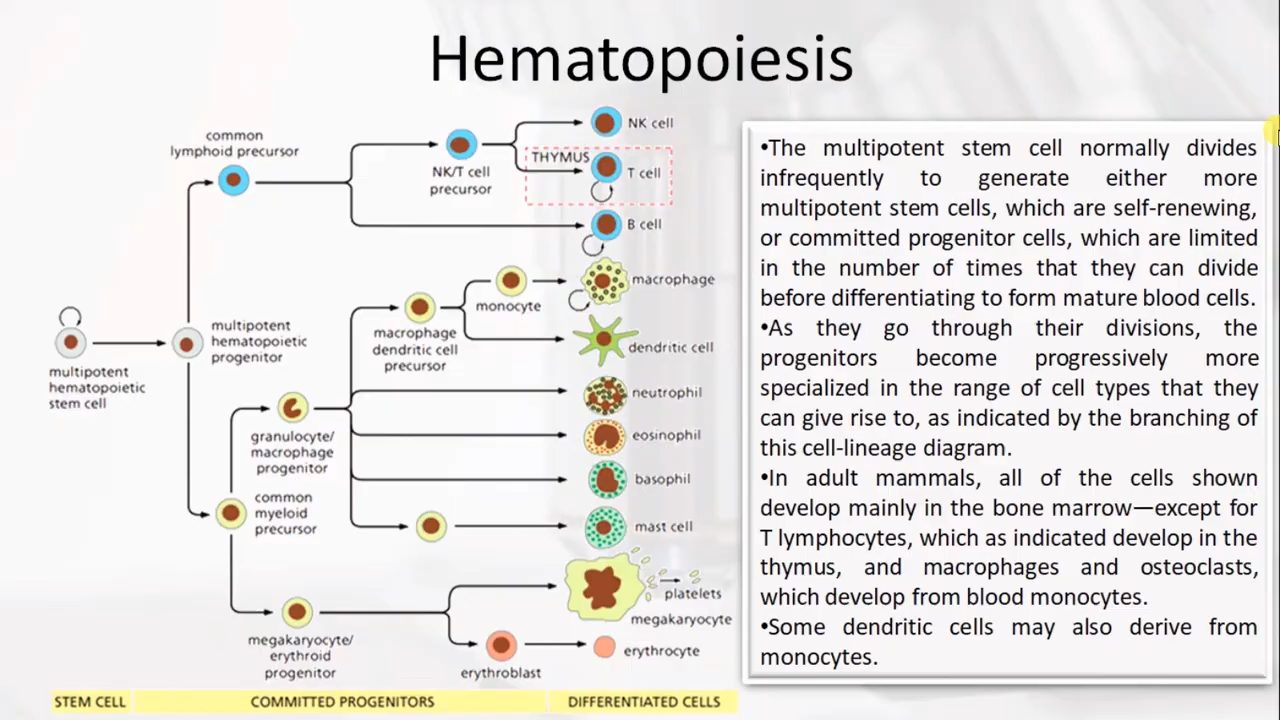 Hematopoiesis
common
lymphoid precursor
NK cell
THYMUS
T cell
NK/T cell
precursor
B cell
macrophage
monocyte
macrophage
dendritic cell
precursor
dendritic cell
multipotent
hematopoietic
progenitor
multipotent
hematopoietic
stem cell
neutrophil
granulocyte/
macrophage
progenitor
eosinophil
basophil
common
myeloid
precursor
mast cell
platelets
megakaryocyte
megakaryocyte/
erythroid
progenitor
erythroblast
erythrocyte
STEM CELL
COMMITTED PROGENITORS
DIFFERENTIATED CELLS
•The multipotent stem cell normally divides
infrequently to generate either more
multipotent stem cells, which are self-renewing,
or committed progenitor cells, which are limited
in the number of times that they can divide
before differentiating to form mature blood cells.
•As they go through their divisions, the
progenitors become progressively more
specialized in the range of cell types that they
can give rise to, as indicated by the branching of
this cell-lineage diagram.
•In adult mammals, all of the cells shown
develop mainly in the bone marrow—except for
T lymphocytes, which as indicated develop in the
thymus, and macrophages and osteoclasts,
which develop from blood monocytes.
•Some dendritic cells may also derive from
monocytes.